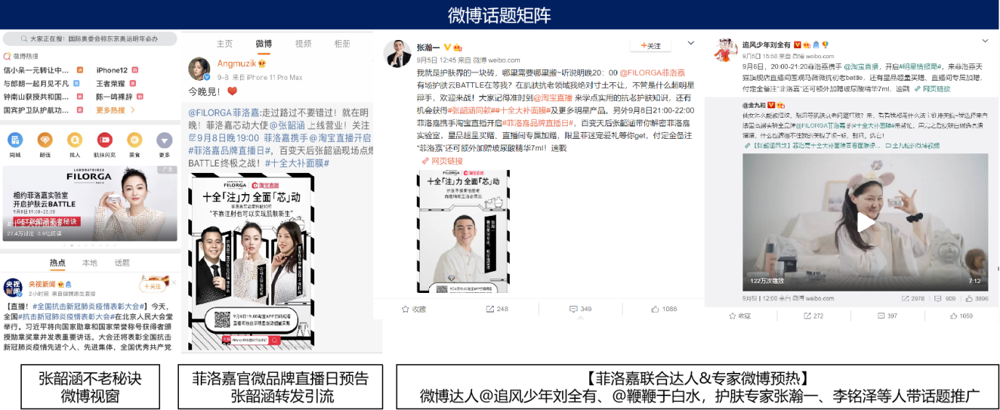 微博话题矩阵
大家正在搜：国际奥委会称东京奥运明年必办
微博热搜
信小呆一元转让中...
iPhone12
与郎朗一起月见不凡
王者荣耀
钟南山获授共和国...
陈一鸣裸辞
国宾护卫队护航功...
更多热搜
同城
超话
找人
肌肤闪充
美食
更多
广告
LABORATOIRES
FILORGA
PARIS
相约菲洛嘉实验室
开启护肤云BATTLE
9月8日19:00-22:00
GET张韶涵不老秘诀
27.4万讨论 3.9亿阅读
热点
本地
话题
央视新闻
+关注
2小时前 来自微博原生直播
【直播！#全国抗击新冠肺炎疫情表彰大会#】今天，
全国#抗击新冠肺炎疫情表彰大会#在北京人民大会堂
举行。习近平将向国家勋章和国家荣誉称号获得者颁
授勋章奖章并发表重要讲话。大会还将表彰全国抗击
新冠肺炎疫情先进个人、先进集体，全国优秀共产党
主页
微博
视频
相册
Angmuzik
9-8 来自 iPhone 11 Pro Max
今晚見！
@FILORGA菲洛嘉:走过路过不要错过！就在明
晚！菲洛嘉芯动大使@张韶涵 上线营业！关注
9月8日晚19:00 菲洛嘉携手@淘宝直播开启
#菲洛嘉品牌直播日#，百变天后张韶涵现场点燃
BATTLE终极之战！#十全大补面膜#
FILORGA
淘宝直播
十全「注」力 全面「芯」动
“不靠注射也可以实现肌肤新生”
张瀚一
+关注
9月5日 12:45 来自 微博 weibo.com
我就是护肤界的一块砖，哪里需要哪里搬~听说明晚20：00 @FILORGA菲洛嘉
有场护肤云BATTLE在等我？在肌肤抗老领域我绝对寸土不让，不管是什么超明星
辩手，欢迎来战！大家记得准时到@淘宝直播 来学点实用的抗老护肤知识，还有
机会获得#张韶涵同款##十全大补面膜#及更多明星产品。另外9月8日21:00-22:00
菲洛嘉携手淘宝直播开启#菲洛嘉品牌直播日#，百变天后张韶涵带你解密菲洛嘉
实验室，星品超呈买赠、直播间专属加赠，限量菲迷宠爱礼等你get，付定金备注
“菲洛嘉”还可额外加赠玻尿酸精华7ml！速戳
网页链接
FILORGA
淘宝直播
十全「注」力 全面「芯」动
张瀚一
收藏
248
349
1086
追风少年刘全有
9月6日 15:60 来自 微博 weibo.com
9月6日，20:00-21:20菲洛嘉携手 @淘宝直播，开启#明星情报局#，来菲洛嘉天
猫旗舰店直播间围观马薇薇抗初老battle，还有星品超量买赠、直播间专属加赠，
付定金备注“菲洛嘉”还可额外加赠玻尿酸精华7ml，速戳 网页链接
@金九粒
122万次播放
7:12
9月5日 12:00 来自 微博 weibo.com
2978
909
3896
收藏
272
397
1059
张韶涵不老秘诀
微博视窗
菲洛嘉官微品牌直播日预告
张韶涵转发引流
【菲洛嘉联合达人&专家微博预热】
微博达人@追风少年刘全有、@鞭鞭于白水，护肤专家张瀚一、李铭泽等人带话题推广